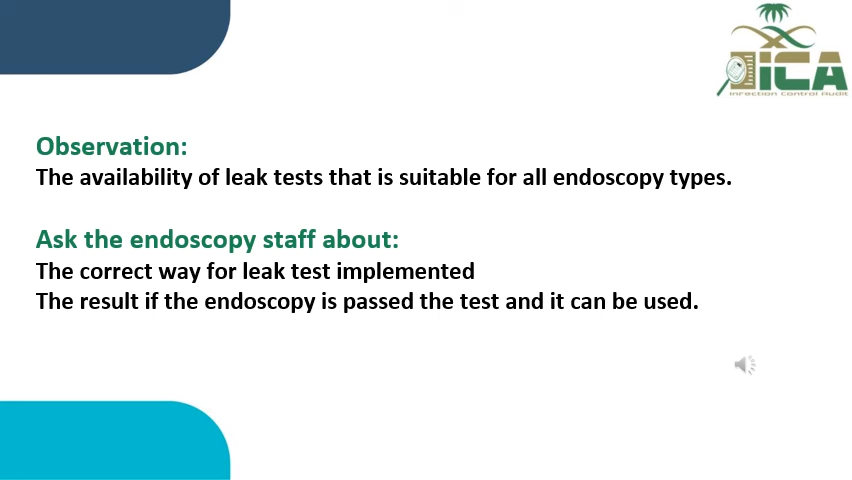 iCA
Infection Control Audit
Observation:
The availability of leak tests that is suitable for all endoscopy types.
Ask the endoscopy staff about:
The correct way for leak test implemented
The result if the endoscopy is passed the test and it can be used.